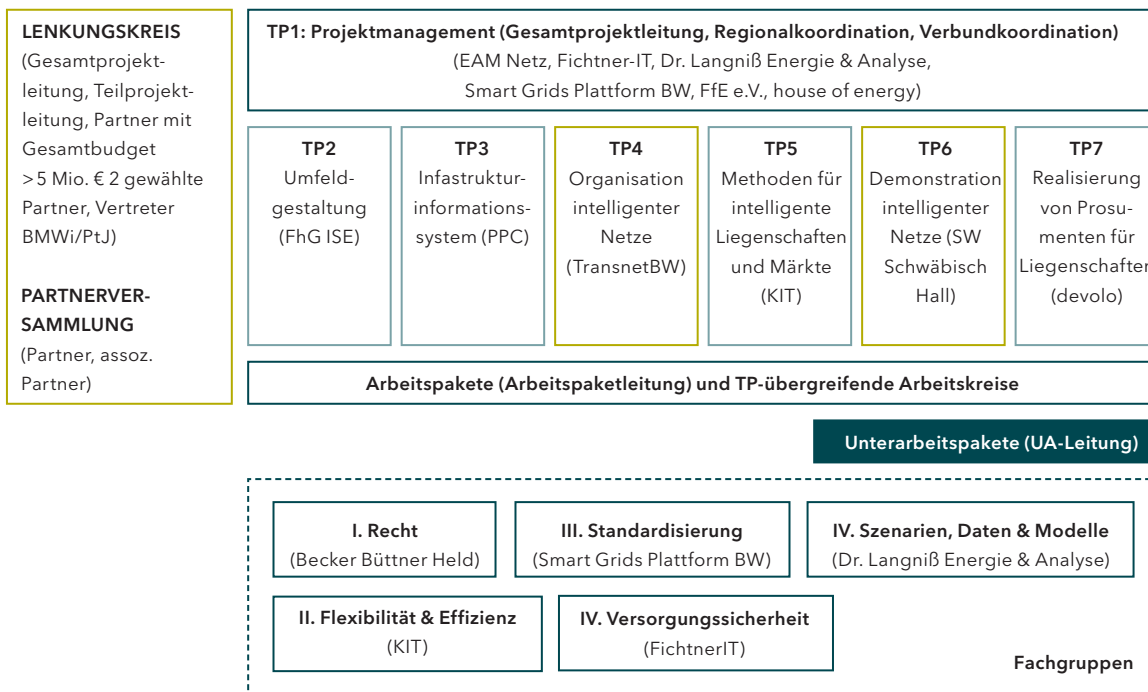 LENKUNGSKREIS
(Gesamtprojekt-
leitung, Teilprojekt-
leitung, Partner mit
Gesamtbudget
>5 Mio. € 2 gewählte
Partner, Vertreter
BMWi/PtJ)
PARTNERVER-
SAMMLUNG
(Partner, assoz.
Partner)
TP1: Projektmanagement (Gesamtprojektleitung, Regionalkoordination, Verbundkoordination)
(EAM Netz, Fichtner-IT, Dr. Langniß Energie & Analyse,
Smart Grids Plattform BW, FfE e.V., house of energy)
TP2
Umfeld-
gestaltung
(FhG ISE)
TP3
Infastruktur-
informations-
system (PPC)
TP4
Organisation
intelligenter
Netze
(TransnetBW)
TP5
Methoden für
intelligente
Liegenschaften
und Märkte
(KIT)
TP6
Demonstration
intelligenter
Netze (SW
Schwäbisch
Hall)
TP7
Realisierung
von Prosu-
menten für
Liegenschaften
(devolo)
Arbeitspakete (Arbeitspaketleitung) und TP-übergreifende Arbeitskreise
Unterarbeitspakete (UA-Leitung)
I. Recht
(Becker Büttner Held)
III. Standardisierung
(Smart Grids Plattform BW)
IV. Szenarien, Daten & Modelle
(Dr. Langniß Energie & Analyse)
II. Flexibilität & Effizienz
(KIT)
IV. Versorgungssicherheit
(FichtnerIT)
Fachgruppen